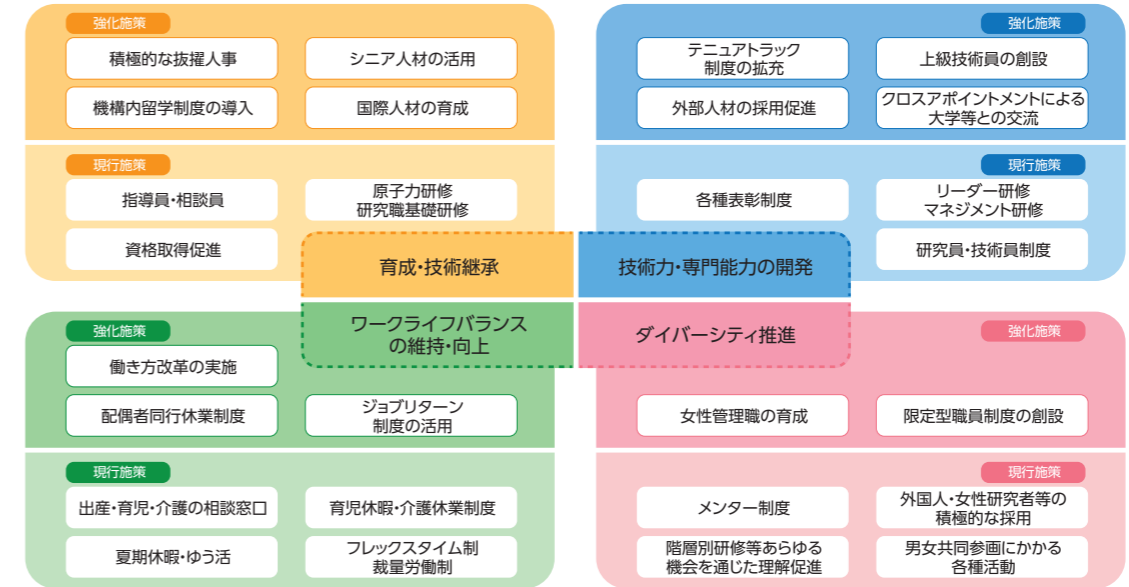 強化施策
積極的な抜擢人事
シニア人材の活用
機構内留学制度の導入
国際人材の育成
現行施策
指導員・相談員
原子力研修
研究職基礎研修
資格取得促進
育成・技術継承
強化施策
テニュアトラック
制度の拡充
上級技術員の創設
外部人材の採用促進
クロスアポイントメントによる
大学等との交流
現行施策
各種表彰制度
リーダー研修
マネジメント研修
研究員・技術員制度
技術力・専門能力の開発
ワークライフバランス
の維持・向上
強化施策
働き方改革の実施
配偶者同行休業制度
ジョブリターン
制度の活用
現行施策
出産・育児・介護の相談窓口
育児休暇・介護休業制度
夏期休暇・ゆう活
フレックスタイム制
裁量労働制
ダイバーシティ推進
強化施策
女性管理職の育成
限定型職員制度の創設
現行施策
メンター制度
外国人・女性研究者等の
積極的な採用
階層別研修等あらゆる
機会を通じた理解促進
男女共同参画にかかる
各種活動